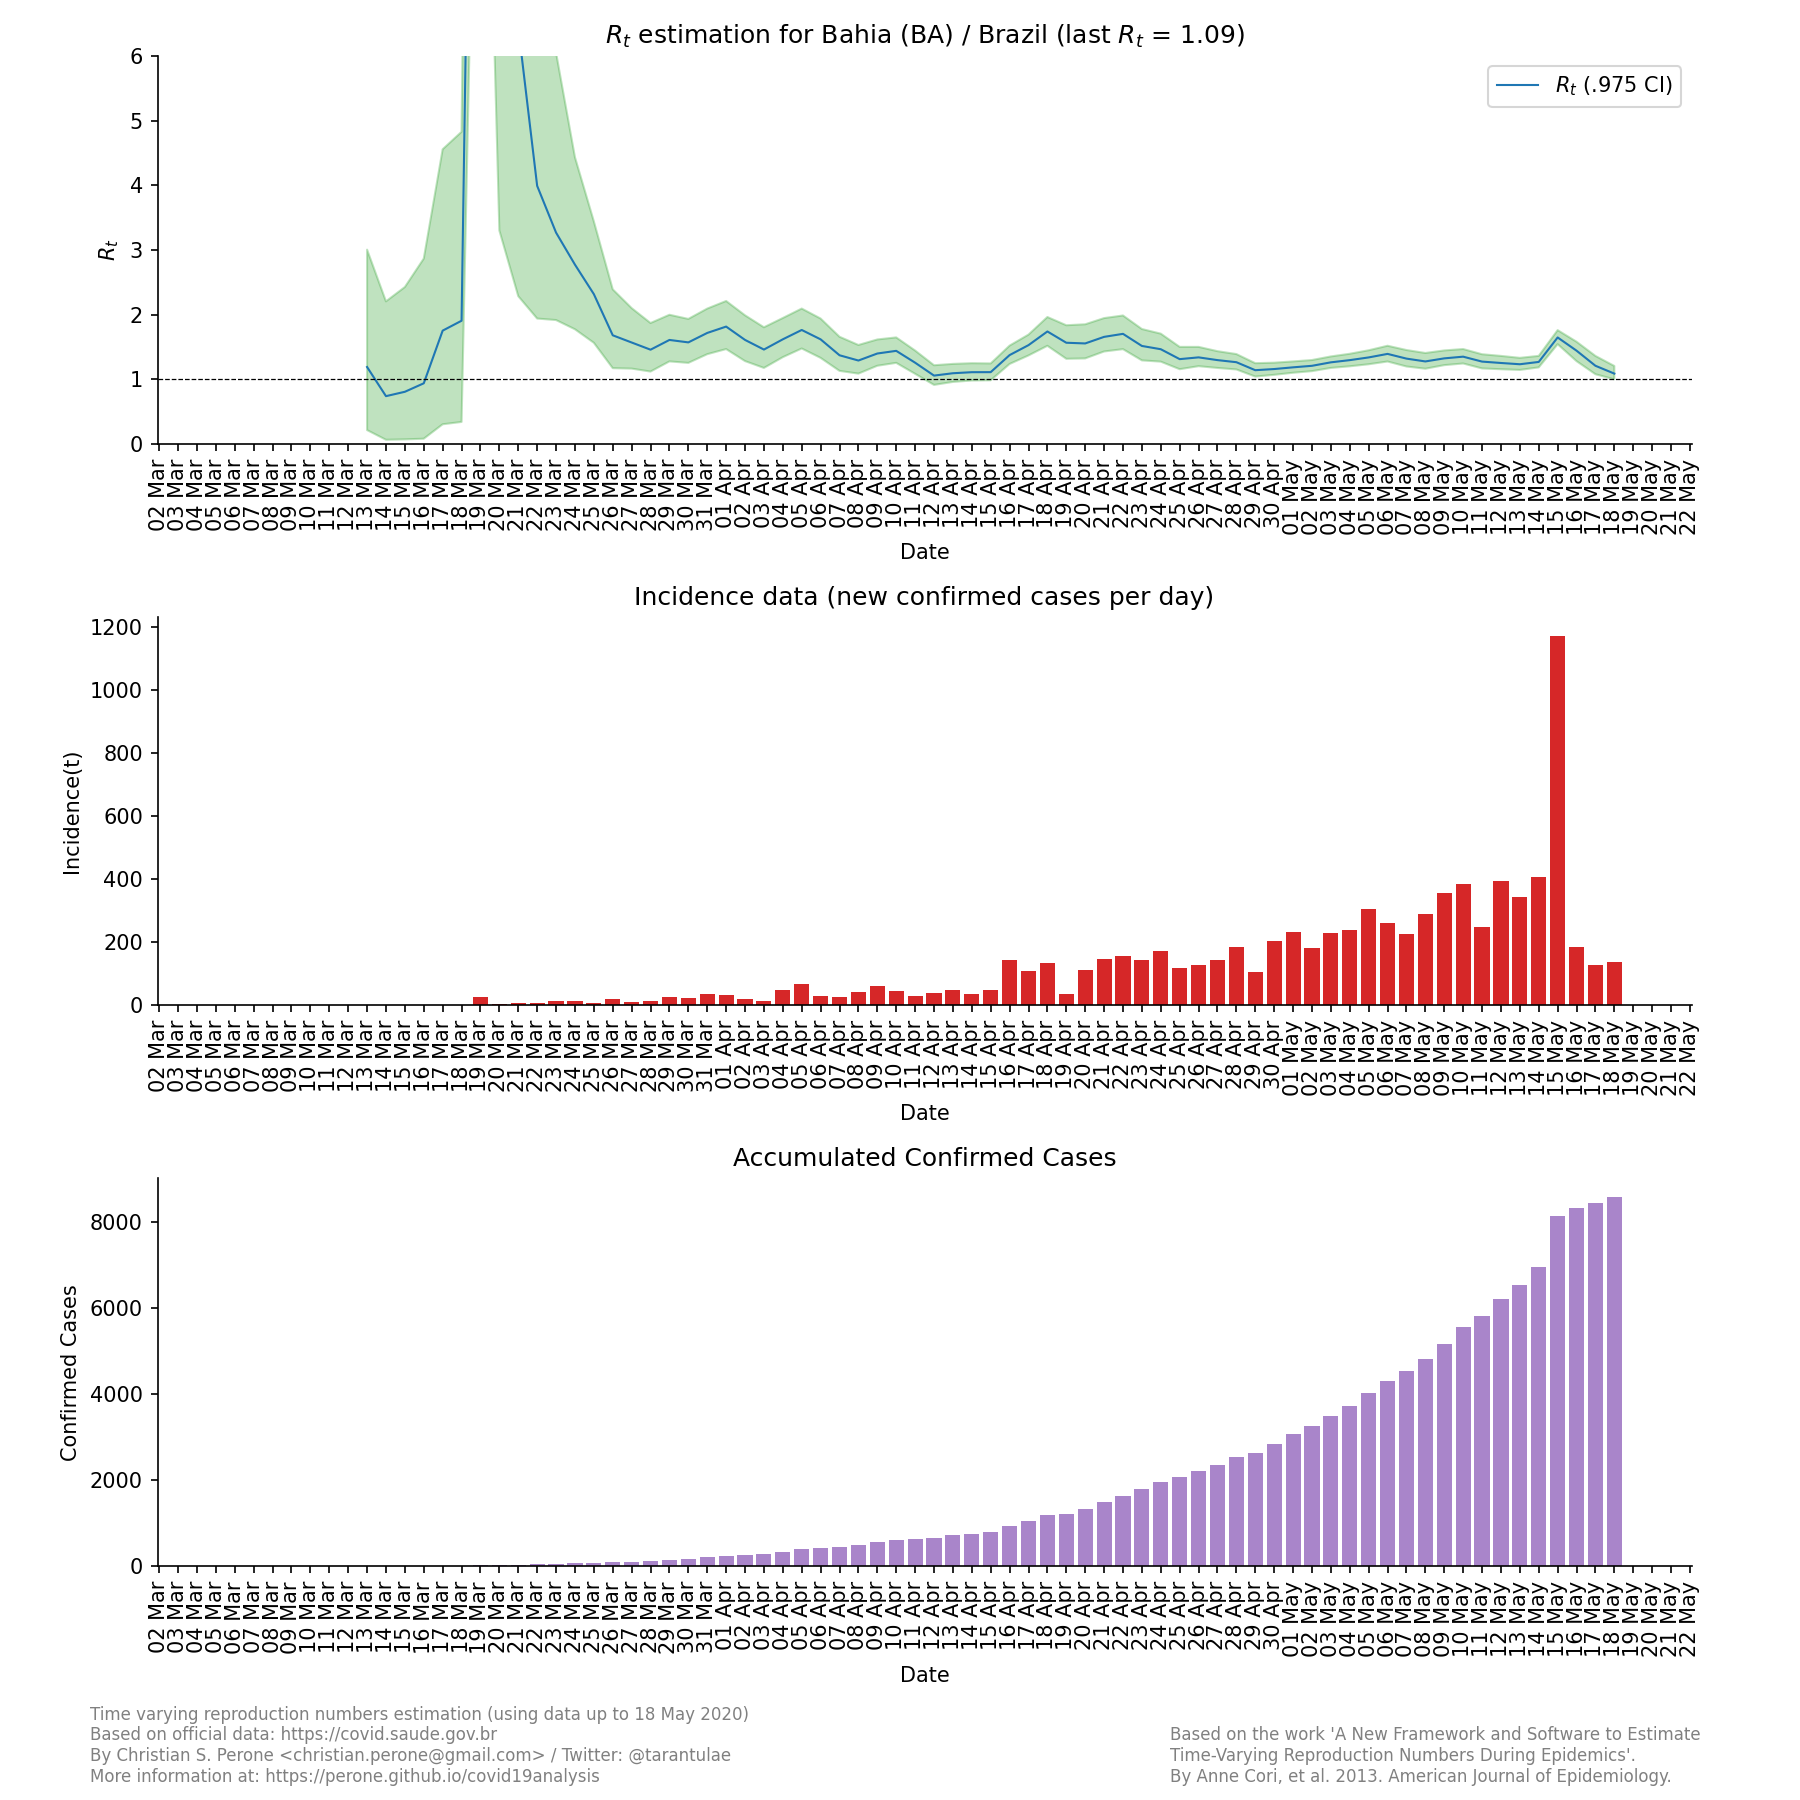 R_t estimation for Bahia (BA) / Brazil (last R_t = 1.09)
R_t (.975 CI)
R_t
6
5
4
3
2
1
0
02 Mar 03 Mar 04 Mar 05 Mar 06 Mar 07 Mar 08 Mar 09 Mar 10 Mar 11 Mar 12 Mar 13 Mar 14 Mar 15 Mar 16 Mar 17 Mar 18 Mar 19 Mar 20 Mar 21 Mar 22 Mar 23 Mar 24 Mar 25 Mar 26 Mar 27 Mar 28 Mar 29 Mar 30 Mar 31 Mar 01 Apr 02 Apr 03 Apr 04 Apr 05 Apr 06 Apr 07 Apr 08 Apr 09 Apr 10 Apr 11 Apr 12 Apr 13 Apr 14 Apr 15 Apr 16 Apr 17 Apr 18 Apr 19 Apr 20 Apr 21 Apr 22 Apr 23 Apr 24 Apr 25 Apr 26 Apr 27 Apr 28 Apr 29 Apr 30 Apr 01 May 02 May 03 May 04 May 05 May 06 May 07 May 08 May 09 May 10 May 11 May 12 May 13 May 14 May 15 May 16 May 17 May 18 May 19 May 20 May 21 May 22 May
Date
Incidence data (new confirmed cases per day)
Incidence(t)
1200
1000
800
600
400
200
0
02 Mar 03 Mar 04 Mar 05 Mar 06 Mar 07 Mar 08 Mar 09 Mar 10 Mar 11 Mar 12 Mar 13 Mar 14 Mar 15 Mar 16 Mar 17 Mar 18 Mar 19 Mar 20 Mar 21 Mar 22 Mar 23 Mar 24 Mar 25 Mar 26 Mar 27 Mar 28 Mar 29 Mar 30 Mar 31 Mar 01 Apr 02 Apr 03 Apr 04 Apr 05 Apr 06 Apr 07 Apr 08 Apr 09 Apr 10 Apr 11 Apr 12 Apr 13 Apr 14 Apr 15 Apr 16 Apr 17 Apr 18 Apr 19 Apr 20 Apr 21 Apr 22 Apr 23 Apr 24 Apr 25 Apr 26 Apr 27 Apr 28 Apr 29 Apr 30 Apr 01 May 02 May 03 May 04 May 05 May 06 May 07 May 08 May 09 May 10 May 11 May 12 May 13 May 14 May 15 May 16 May 17 May 18 May 19 May 20 May 21 May 22 May
Date
Accumulated Confirmed Cases
Confirmed Cases
8000
6000
4000
2000
0
02 Mar 03 Mar 04 Mar 05 Mar 06 Mar 07 Mar 08 Mar 09 Mar 10 Mar 11 Mar 12 Mar 13 Mar 14 Mar 15 Mar 16 Mar 17 Mar 18 Mar 19 Mar 20 Mar 21 Mar 22 Mar 23 Mar 24 Mar 25 Mar 26 Mar 27 Mar 28 Mar 29 Mar 30 Mar 31 Mar 01 Apr 02 Apr 03 Apr 04 Apr 05 Apr 06 Apr 07 Apr 08 Apr 09 Apr 10 Apr 11 Apr 12 Apr 13 Apr 14 Apr 15 Apr 16 Apr 17 Apr 18 Apr 19 Apr 20 Apr 21 Apr 22 Apr 23 Apr 24 Apr 25 Apr 26 Apr 27 Apr 28 Apr 29 Apr 30 Apr 01 May 02 May 03 May 04 May 05 May 06 May 07 May 08 May 09 May 10 May 11 May 12 May 13 May 14 May 15 May 16 May 17 May 18 May 19 May 20 May 21 May 22 May
Date
Time varying reproduction numbers estimation (using data up to 18 May 2020)
Based on official data: https://covid.saude.gov.br
By Christian S. Perone <christian.perone@gmail.com> / Twitter: @tarantulae
More information at: https://perone.github.io/covid19analysis
Based on the work 'A New Framework and Software to Estimate
Time-Varying Reproduction Numbers During Epidemics'.
By Anne Cori, et al. 2013. American Journal of Epidemiology.